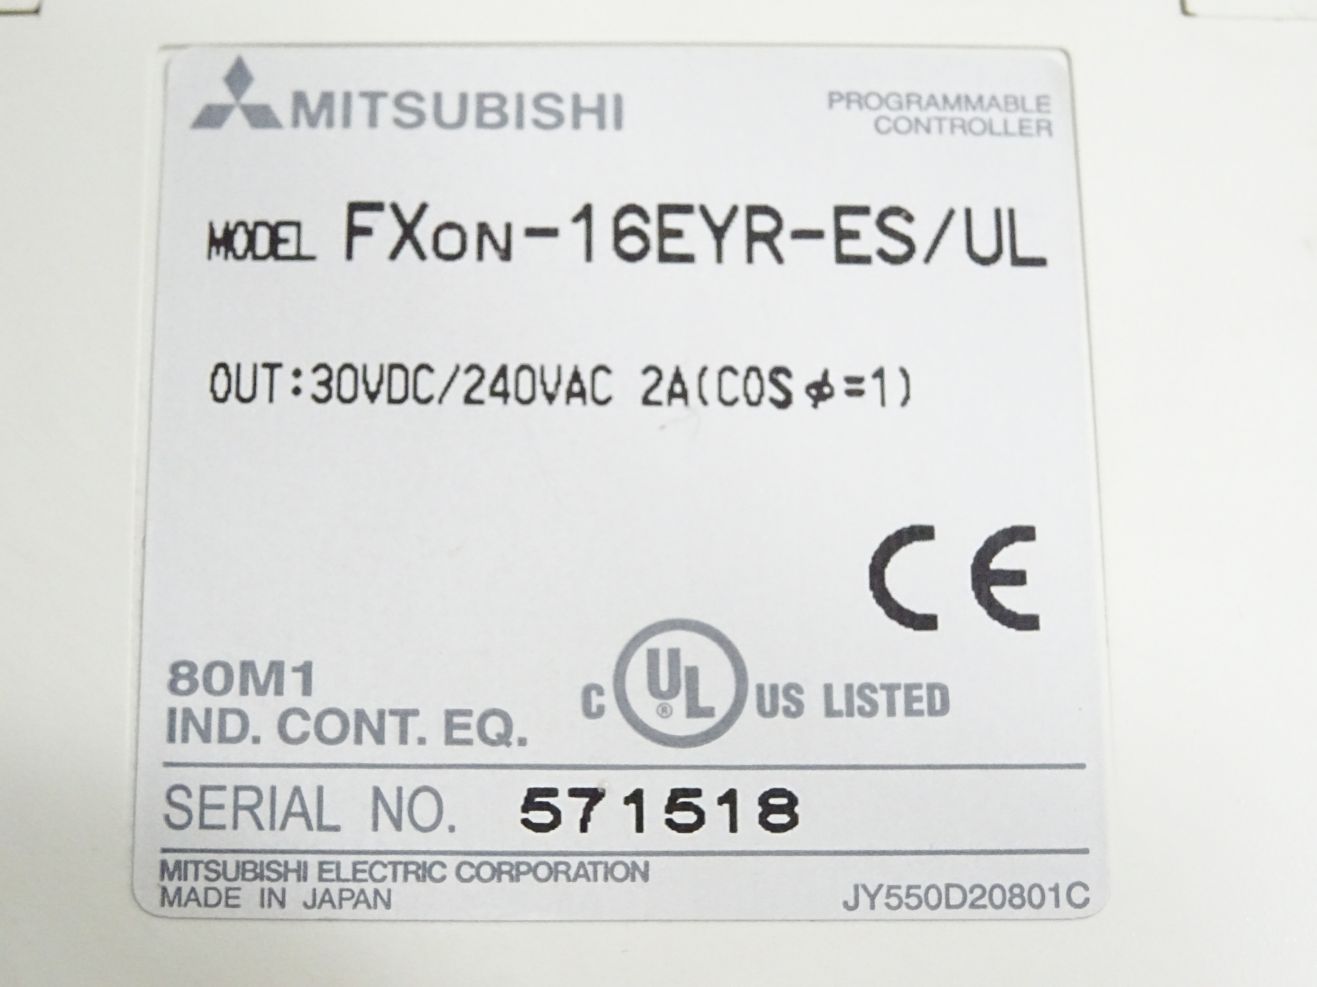 MITSUBISHI
PROGRAMMABLE
CONTROLLER
MODEL FX0N-16EYR-ES/UL
OUT:30VDC/240VAC 2A(COSφ=1)
CE
80M1
IND. CONT. EQ.
C UL ® US LISTED
SERIAL NO. 571518
MITSUBISHI ELECTRIC CORPORATION
MADE IN JAPAN
JY550D20801C